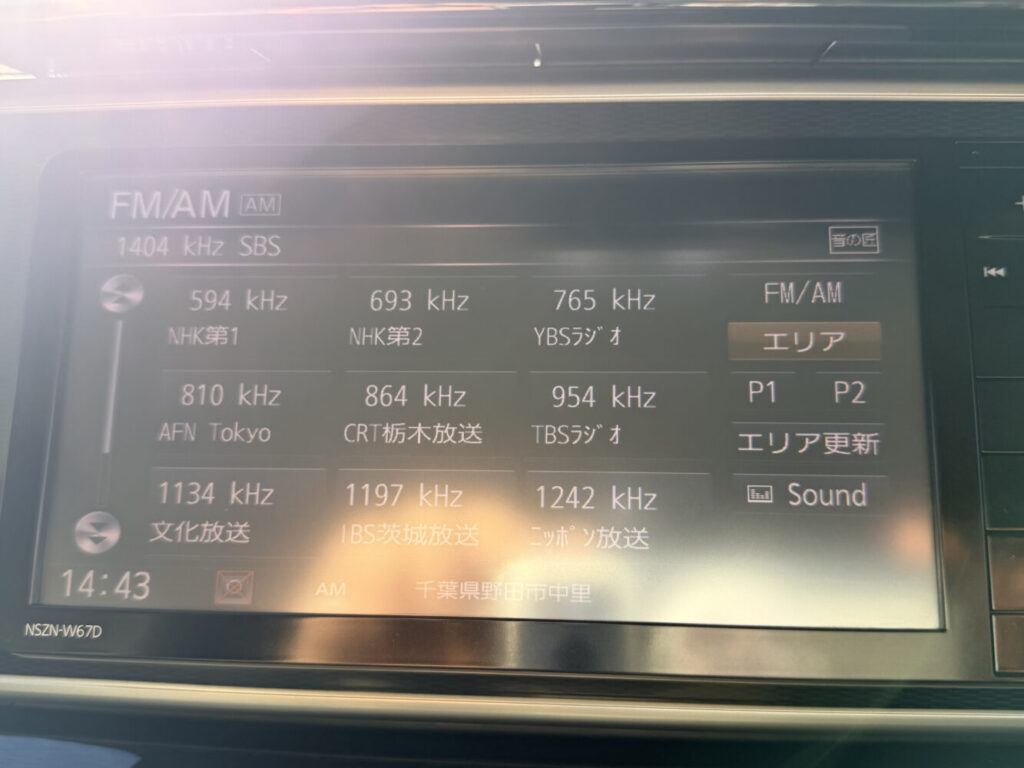 FM/AM AM
1404 kHz SBS
音の匠
594 kHz 693 kHz 765 kHz FM/AM
NHK第1 NHK第2 YBSﾗｼﾞｵ エリア
810 kHz 864 kHz 954 kHz P1 P2
AFN Tokyo CRT栃木放送 TBSﾗｼﾞｵ エリア更新
1134 kHz 1197 kHz 1242 kHz Sound
文化放送 IBS茨城放送 ﾆｯﾎﾟﾝ放送
14:43 AM 千葉県野田市中里
NSZN-W67D